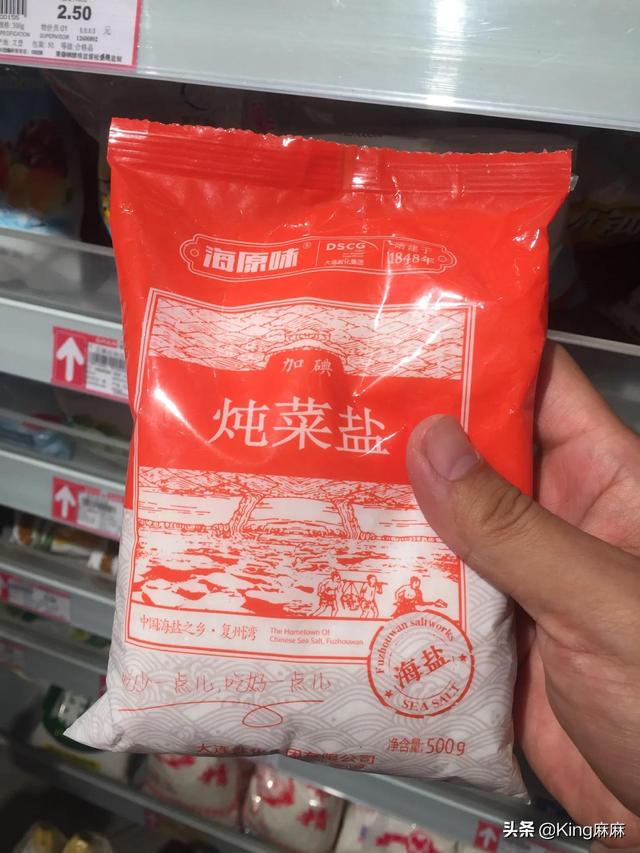 2.50
SUPERVISOR
海原味®
DSCG
大连盐化集团
始建于
1848年
加碘
炖菜盐
中国海盐之乡·复州湾
The Hometown Of
Chinese Sea Salt, Fuzhouwan
Fuzhouwan saltworks
海盐
SEA SALT
吃少一点儿,吃好一点儿
净含量:500g
头条 @King麻麻